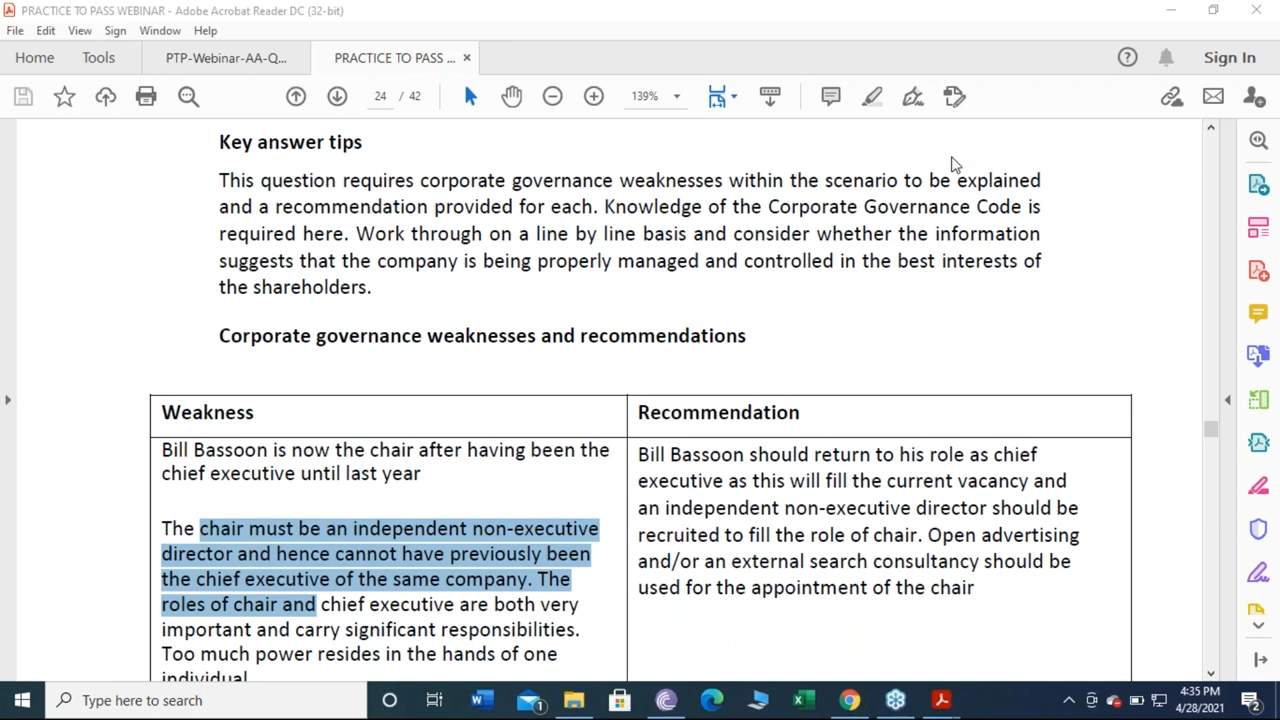 PRACTICE TO PASS WEBINAR - Adobe Acrobat Reader DC (32-bit)
File Edit View Sign Window Help
Home Tools PTP-Webinar-AA-Q... PRACTICE TO PASS ... × Sign In
24 / 42 139%
Key answer tips
This question requires corporate governance weaknesses within the scenario to be explained
and a recommendation provided for each. Knowledge of the Corporate Governance Code is
required here. Work through on a line by line basis and consider whether the information
suggests that the company is being properly managed and controlled in the best interests of
the shareholders.
Corporate governance weaknesses and recommendations
Weakness
Bill Bassoon is now the chair after having been the
chief executive until last year
The chair must be an independent non-executive
director and hence cannot have previously been
the chief executive of the same company. The
roles of chair and chief executive are both very
important and carry significant responsibilities.
Too much power resides in the hands of one
individual
Recommendation
Bill Bassoon should return to his role as chief
executive as this will fill the current vacancy and
an independent non-executive director should be
recruited to fill the role of chair. Open advertising
and/or an external search consultancy should be
used for the appointment of the chair
Type here to search
1
4:35 PM
4/28/2021
2